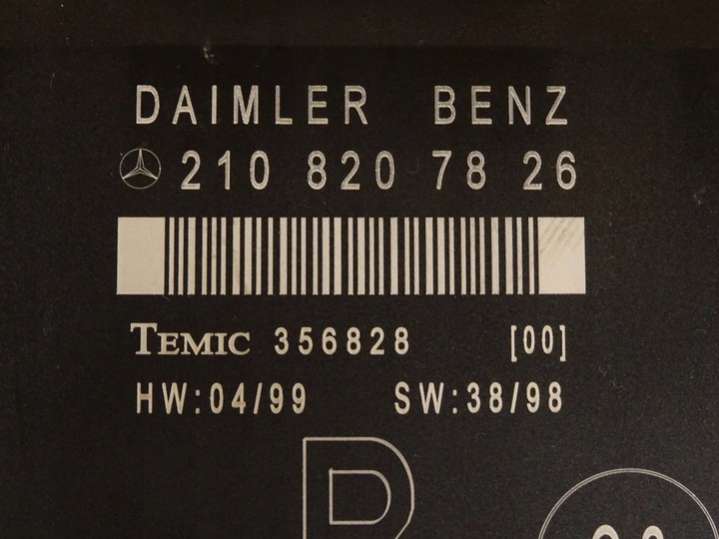 DAIMLER BENZ
210 820 78 26
TEMIC 356828 [00]
HW:04/99 SW:38/98